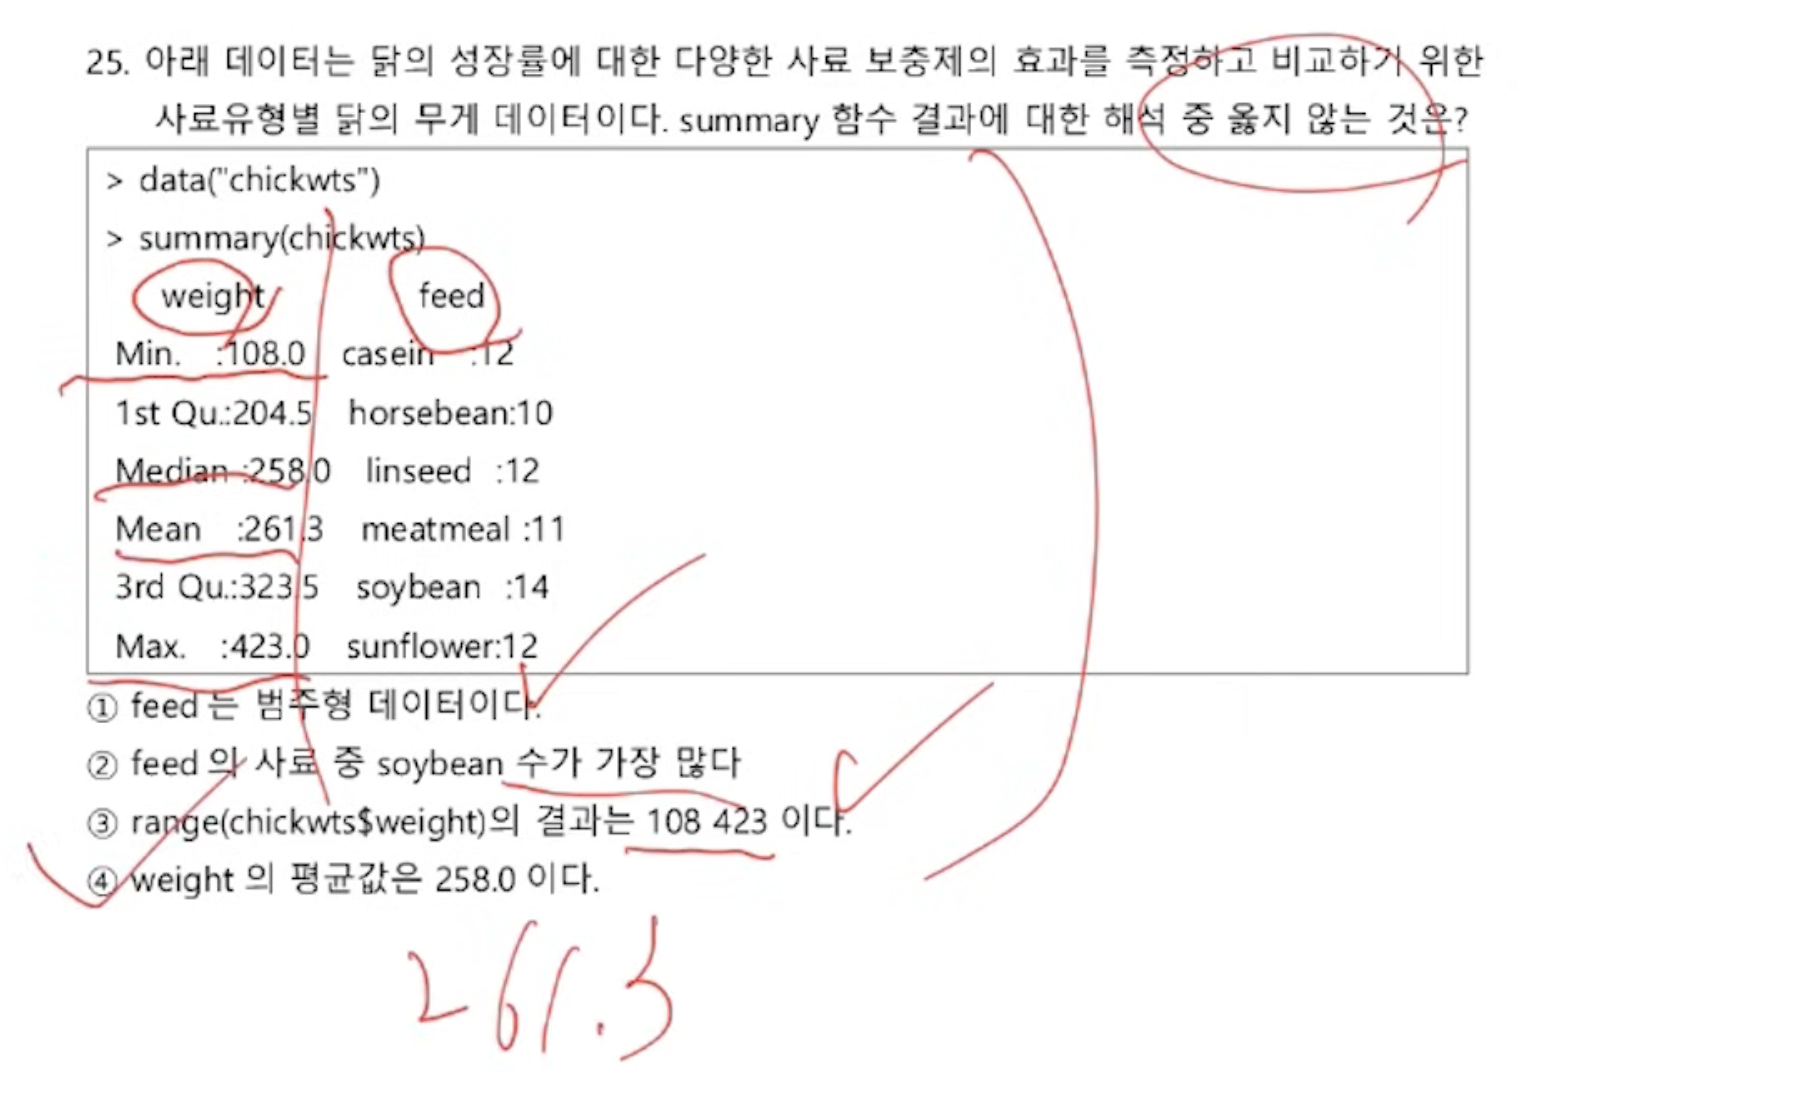 25. 아래 데이터는 닭의 성장률에 대한 다양한 사료 보충제의 효과를 측정하고 비교하기 위한
사료유형별 닭의 무게 데이터이다. summary 함수 결과에 대한 해석 중 옳지 않는 것은?
> data("chickwts")
> summary(chickwts)
weight feed
Min. :108.0 casein :12
1st Qu.:204.5 horsebean:10
Median :258.0 linseed :12
Mean :261.3 meatmeal :11
3rd Qu.:323.5 soybean :14
Max. :423.0 sunflower:12
① feed 는 범주형 데이터이다.
② feed 의 사료 중 soybean 수가 가장 많다
③ range(chickwts$weight)의 결과는 108 423 이다.
④ weight 의 평균값은 258.0 이다.
261.3